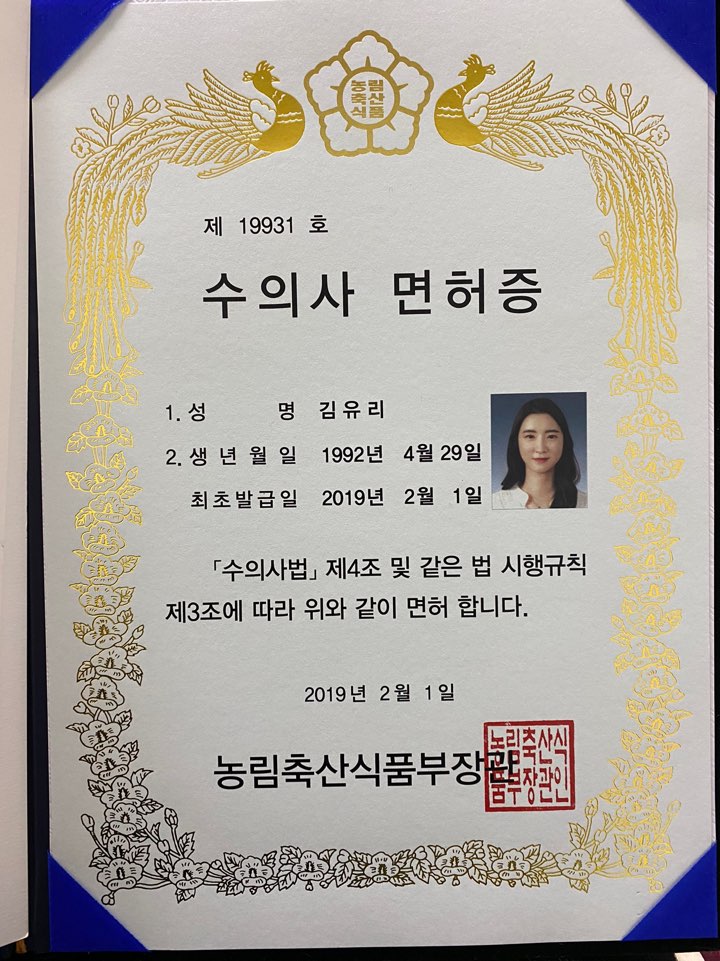 농림
축산
식품
제 19931 호
수의사 면허증
1. 성 명 김유리
2. 생년월일 1992년 4월 29일
최초발급일 2019년 2월 1일
「수의사법」 제4조 및 같은 법 시행규칙
제3조에 따라 위와 같이 면허 합니다.
2019년 2월 1일
농림축산식품부장관
농림축산식
품부장관인